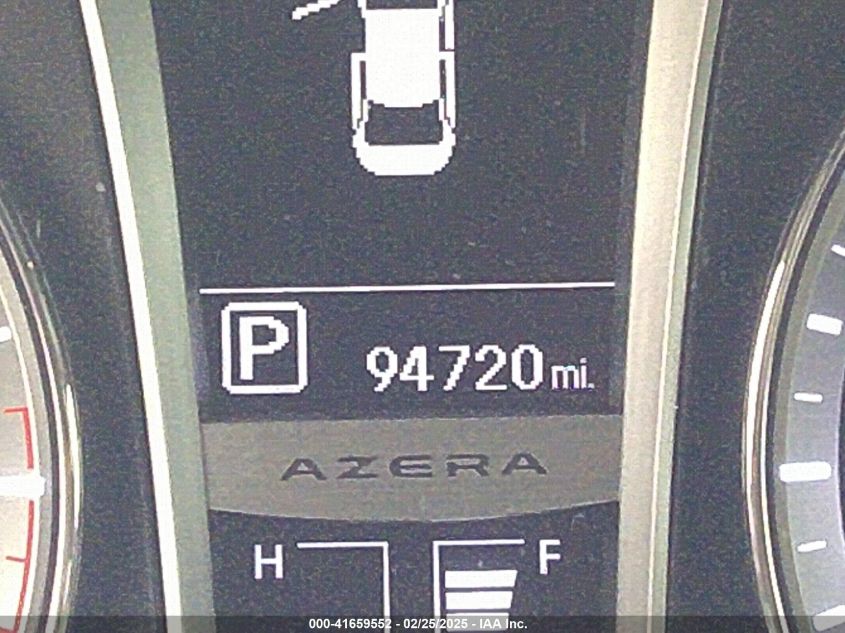 P
94720 mi.
AZERA
H F
000-41659552 - 02/25/2025 - IAA Inc.